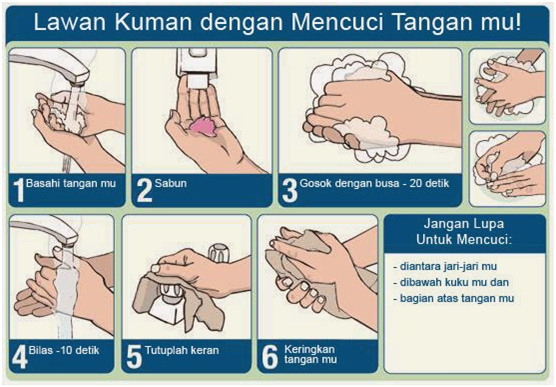 Lawan Kuman dengan Mencuci Tangan mu!
1 Basahi tangan mu
2 Sabun
3 Gosok dengan busa - 20 detik
4 Bilas -10 detik
5 Tutuplah keran
6 Keringkan
tangan mu
Jangan Lupa
Untuk Mencuci:
- diantara jari-jari mu
- dibawah kuku mu dan
- bagian atas tangan mu